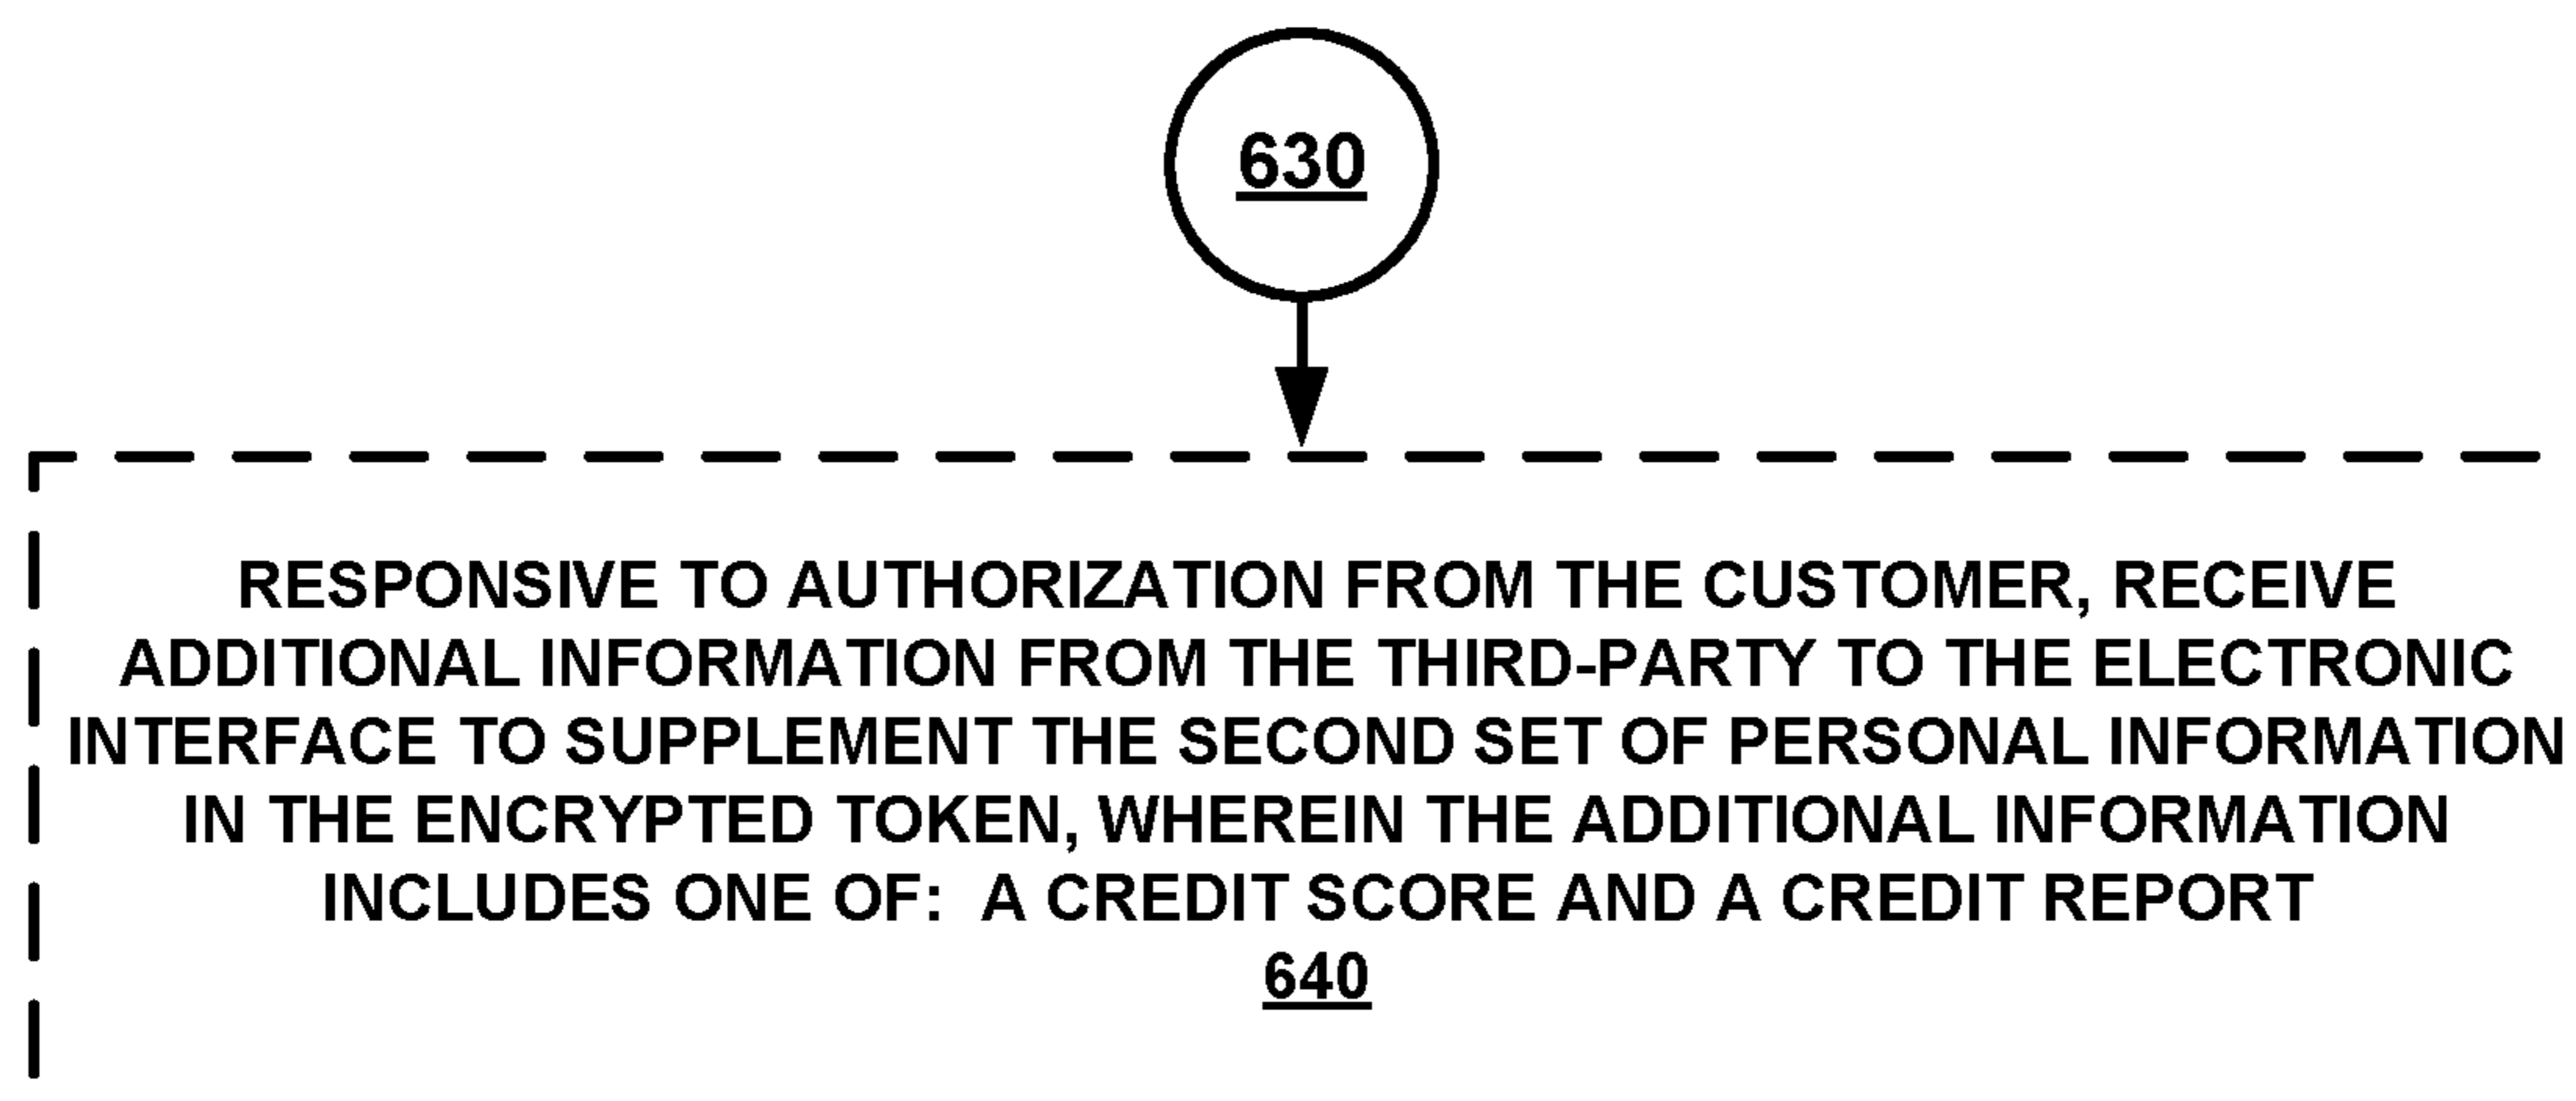 630
RESPONSIVE TO AUTHORIZATION FROM THE CUSTOMER, RECEIVE
ADDITIONAL INFORMATION FROM THE THIRD-PARTY TO THE ELECTRONIC
INTERFACE TO SUPPLEMENT THE SECOND SET OF PERSONAL INFORMATION
IN THE ENCRYPTED TOKEN, WHEREIN THE ADDITIONAL INFORMATION
INCLUDES ONE OF:  A CREDIT SCORE AND A CREDIT REPORT
640